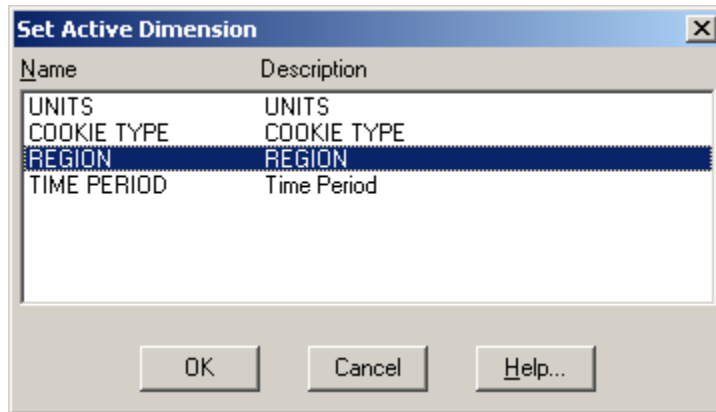 Set Active Dimension
Name Description
UNITS UNITS
COOKIE TYPE COOKIE TYPE
REGION REGION
TIME PERIOD Time Period
OK Cancel Help...